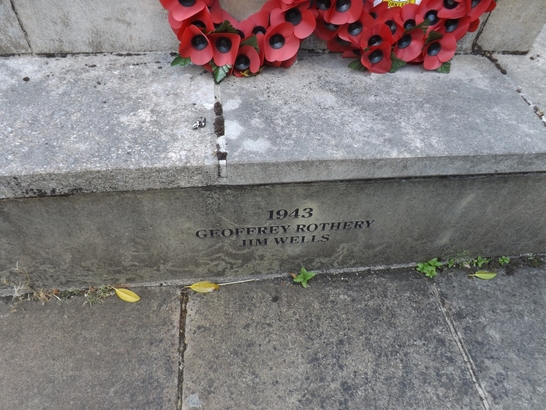 1943
GEOFFREY ROTHERY
JIM WELLS